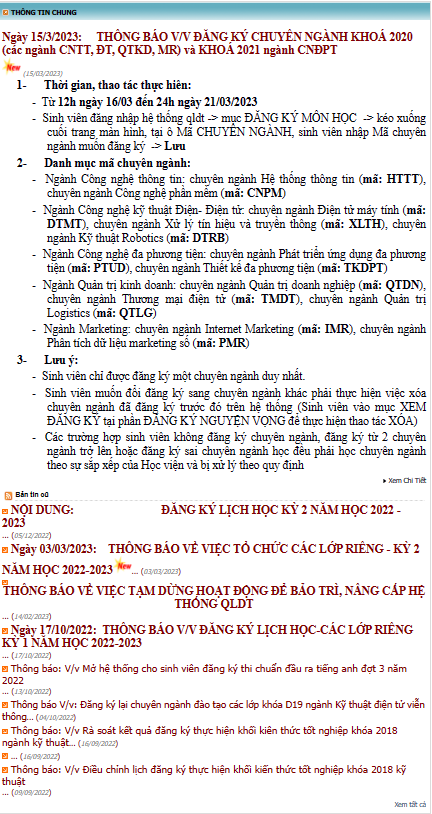 THÔNG TIN CHUNG
Ngày 15/3/2023: THÔNG BÁO V/V ĐĂNG KÝ CHUYÊN NGÀNH KHOÁ 2020
(các ngành CNTT, ĐT, QTKD, MR) và KHOÁ 2021 ngành CNĐPT
New (15/03/2023)
1- Thời gian, thao tác thực hiên:
- Từ 12h ngày 16/03 đến 24h ngày 21/03/2023
- Sinh viên đăng nhập hệ thống qldt -> mục ĐĂNG KÝ MÔN HỌC -> kéo xuống
cuối trang màn hình, tại ô Mã CHUYÊN NGÀNH, sinh viên nhập Mã chuyên
ngành muốn đăng ký -> Lưu
2- Danh mục mã chuyên ngành:
- Ngành Công nghệ thông tin: chuyên ngành Hệ thống thông tin (mã: HTTT),
chuyên ngành Công nghệ phần mềm (mã: CNPM)
- Ngành Công nghệ kỹ thuật Điện- Điện tử: chuyên ngành Điện tử máy tính (mã:
DTMT), chuyên ngành Xử lý tín hiệu và truyền thông (mã: XLTH), chuyên
ngành Kỹ thuật Robotics (mã: DTRB)
- Ngành Công nghệ đa phương tiện: chuyên ngành Phát triển ứng dụng đa phương
tiện (mã: PTUD), chuyên ngành Thiết kế đa phương tiện (mã: TKDPT)
- Ngành Quản trị kinh doanh: chuyên ngành Quản trị doanh nghiệp (mã: QTDN),
chuyên ngành Thương mại điện tử (mã: TMDT), chuyên ngành Quản trị
Logistics (mã: QTLG)
- Ngành Marketing: chuyên ngành Internet Marketing (mã: IMR), chuyên ngành
Phân tích dữ liệu marketing số (mã: PMR)
3- Lưu ý:
- Sinh viên chỉ được đăng ký một chuyên ngành duy nhất.
- Sinh viên muốn đổi đăng ký sang chuyên ngành khác phải thực hiện việc xóa
chuyên ngành đã đăng ký trước đó trên hệ thống (Sinh viên vào mục XEM
ĐĂNG KÝ tại phần ĐĂNG KÝ NGUYỆN VỌNG để thực hiện thao tác XÓA)
- Các trường hợp sinh viên không đăng ký chuyên ngành, đăng ký từ 2 chuyên
ngành trở lên hoặc đăng ký sai chuyên ngành học đều phải học chuyên ngành
theo sự sắp xếp của Học viện và bị xử lý theo quy định
Xem Chi Tiết
Bản tin cũ
NỘI DUNG: ĐĂNG KÝ LỊCH HỌC KỲ 2 NĂM HỌC 2022 -
2023
... (05/12/2022)
Ngày 03/03/2023: THÔNG BÁO VỀ VIỆC TỔ CHỨC CÁC LỚP RIÊNG - KỲ 2
NĂM HỌC 2022-2023 New ... (03/03/2023)
THÔNG BÁO VỀ VIỆC TẠM DỪNG HOẠT ĐỘNG ĐỂ BẢO TRÌ, NÂNG CẤP HỆ
THỐNG QLDT
... (14/02/2023)
Ngày 17/10/2022: THÔNG BÁO V/V ĐĂNG KÝ LỊCH HỌC-CÁC LỚP RIÊNG
KỲ 1 NĂM HỌC 2022-2023
... (17/10/2022)
Thông báo: V/v Mở hệ thống cho sinh viên đăng ký thi chuẩn đầu ra tiếng anh đợt 3 năm
2022
... (13/10/2022)
Thông báo V/v: Đăng ký lại chuyên ngành đào tạo các lớp khóa D19 ngành Kỹ thuật điện tử viễn
thông... (04/10/2022)
Thông báo: V/v Rà soát kết quả đăng ký thực hiện khối kiến thức tốt nghiệp khóa 2018
ngành kỹ thuật... (16/09/2022)
... (16/09/2022)
Thông báo: V/v Điều chỉnh lịch đăng ký thực hiện khối kiến thức tốt nghiệp khóa 2018 kỹ
thuật
... (09/09/2022)
Xem tất cả